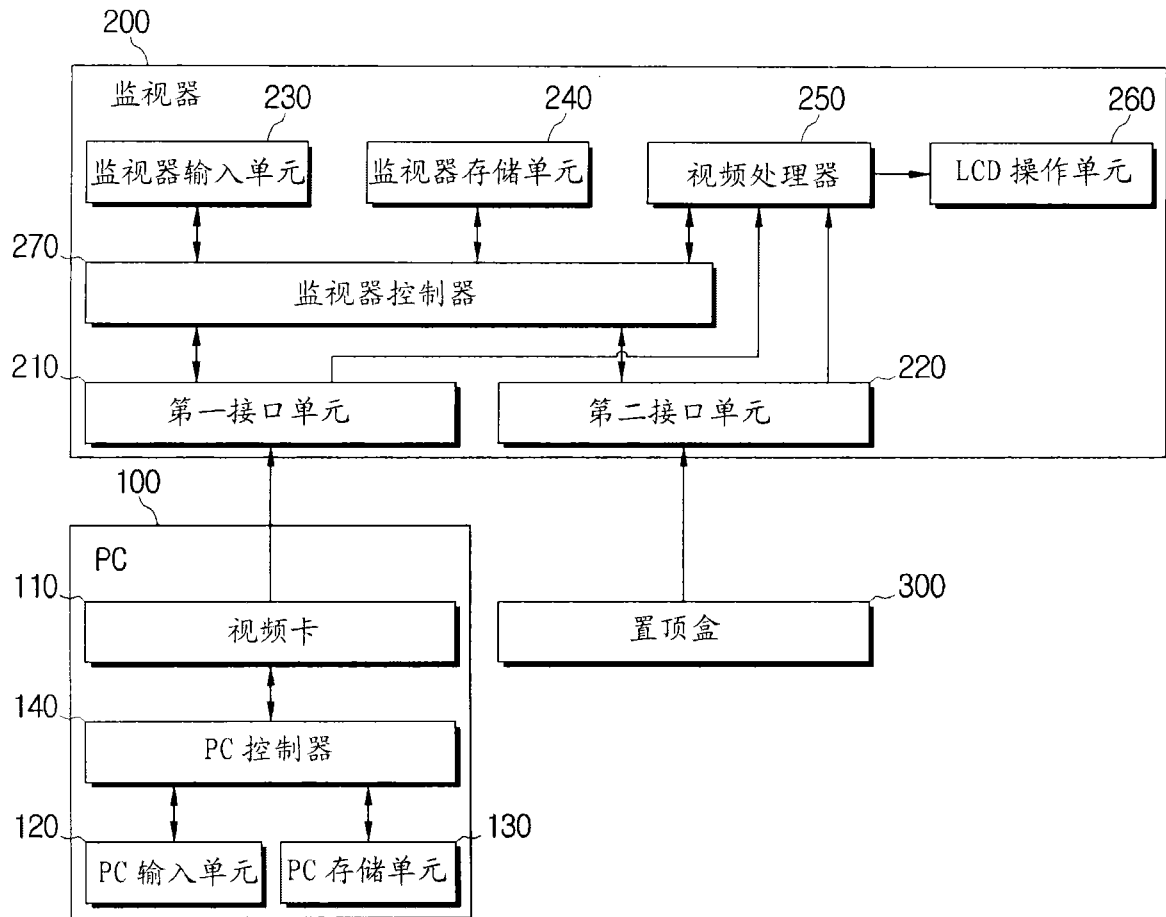 200
监视器
230
240
250
260
监视器输入单元
监视器存储单元
视频处理器
LCD 操作单元
270
监视器控制器
210
220
第一接口单元
第二接口单元
100
PC
110
300
视频卡
置顶盒
140
PC 控制器
120
130
PC 输入单元
PC 存储单元